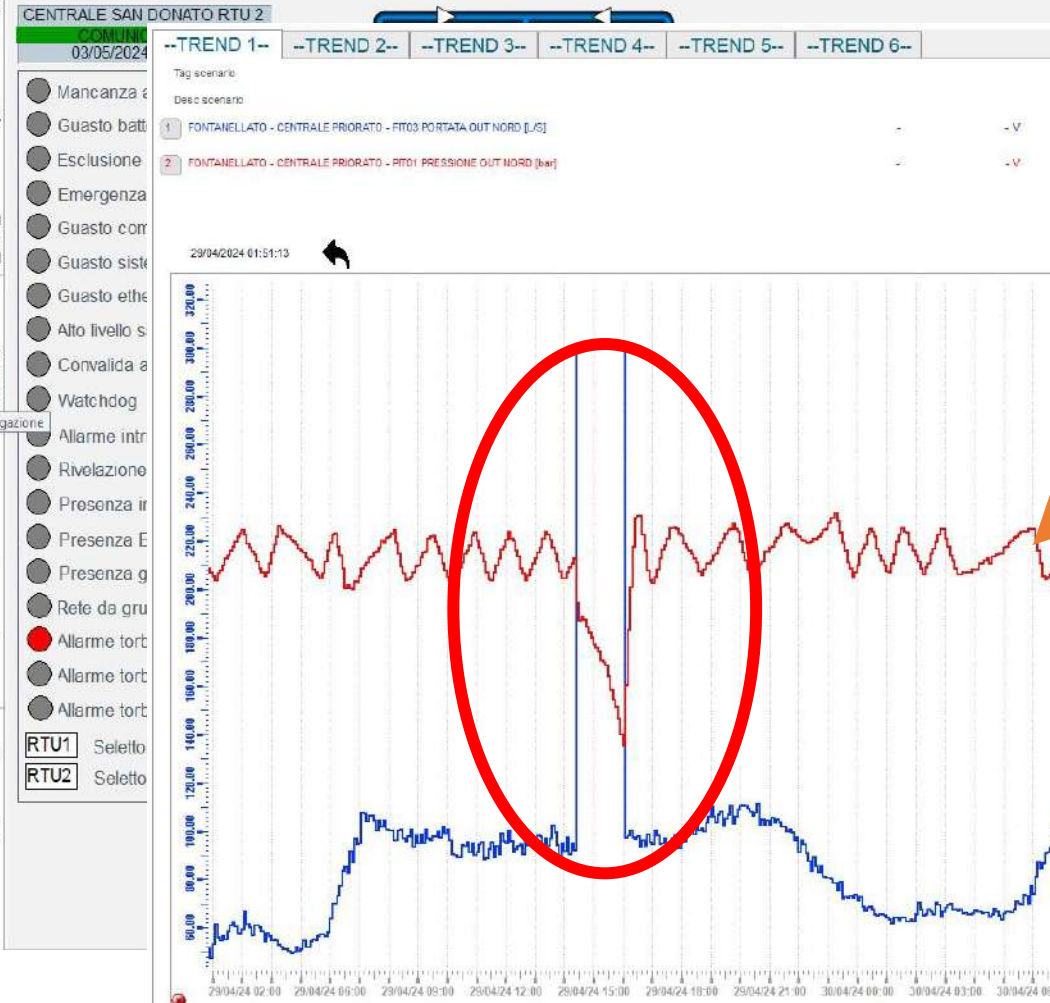 CENTRALE SAN DONATO RTU 2
COMUNIC
03/05/2024
Mancanza a
Guasto batt
Esclusione
Emergenza
Guasto com
Guasto siste
Guasto ethe
Alto livello s
Convalida a
Watchdog
gazione
Allarme intr
Rivelazione
Presenza in
Presenza E
Presenza g
Rete da gru
Allarme torb
Allarme torb
Allarme torb
RTU1 Seletto
RTU2 Seletto
--TREND 1-- --TREND 2-- --TREND 3-- --TREND 4-- --TREND 5-- --TREND 6--
Tag scenario
Desc scenario
1 FONTANELLATO - CENTRALE PRIORATO - FIT03 PORTATA OUT NORD [L/S] - - V
2 FONTANELLATO - CENTRALE PRIORATO - PIT01 PRESSIONE OUT NORD [bar] - - V
29/04/2024 01:51:13
320.00
300.00
280.00
260.00
240.00
220.00
200.00
180.00
160.00
140.00
120.00
100.00
80.00
60.00
29/04/24 02:00 29/04/24 06:00 29/04/24 09:00 29/04/24 12:00 29/04/24 15:00 29/04/24 18:00 29/04/24 21:00 30/04/24 00:00 30/04/24 03:00 30/04/24 0